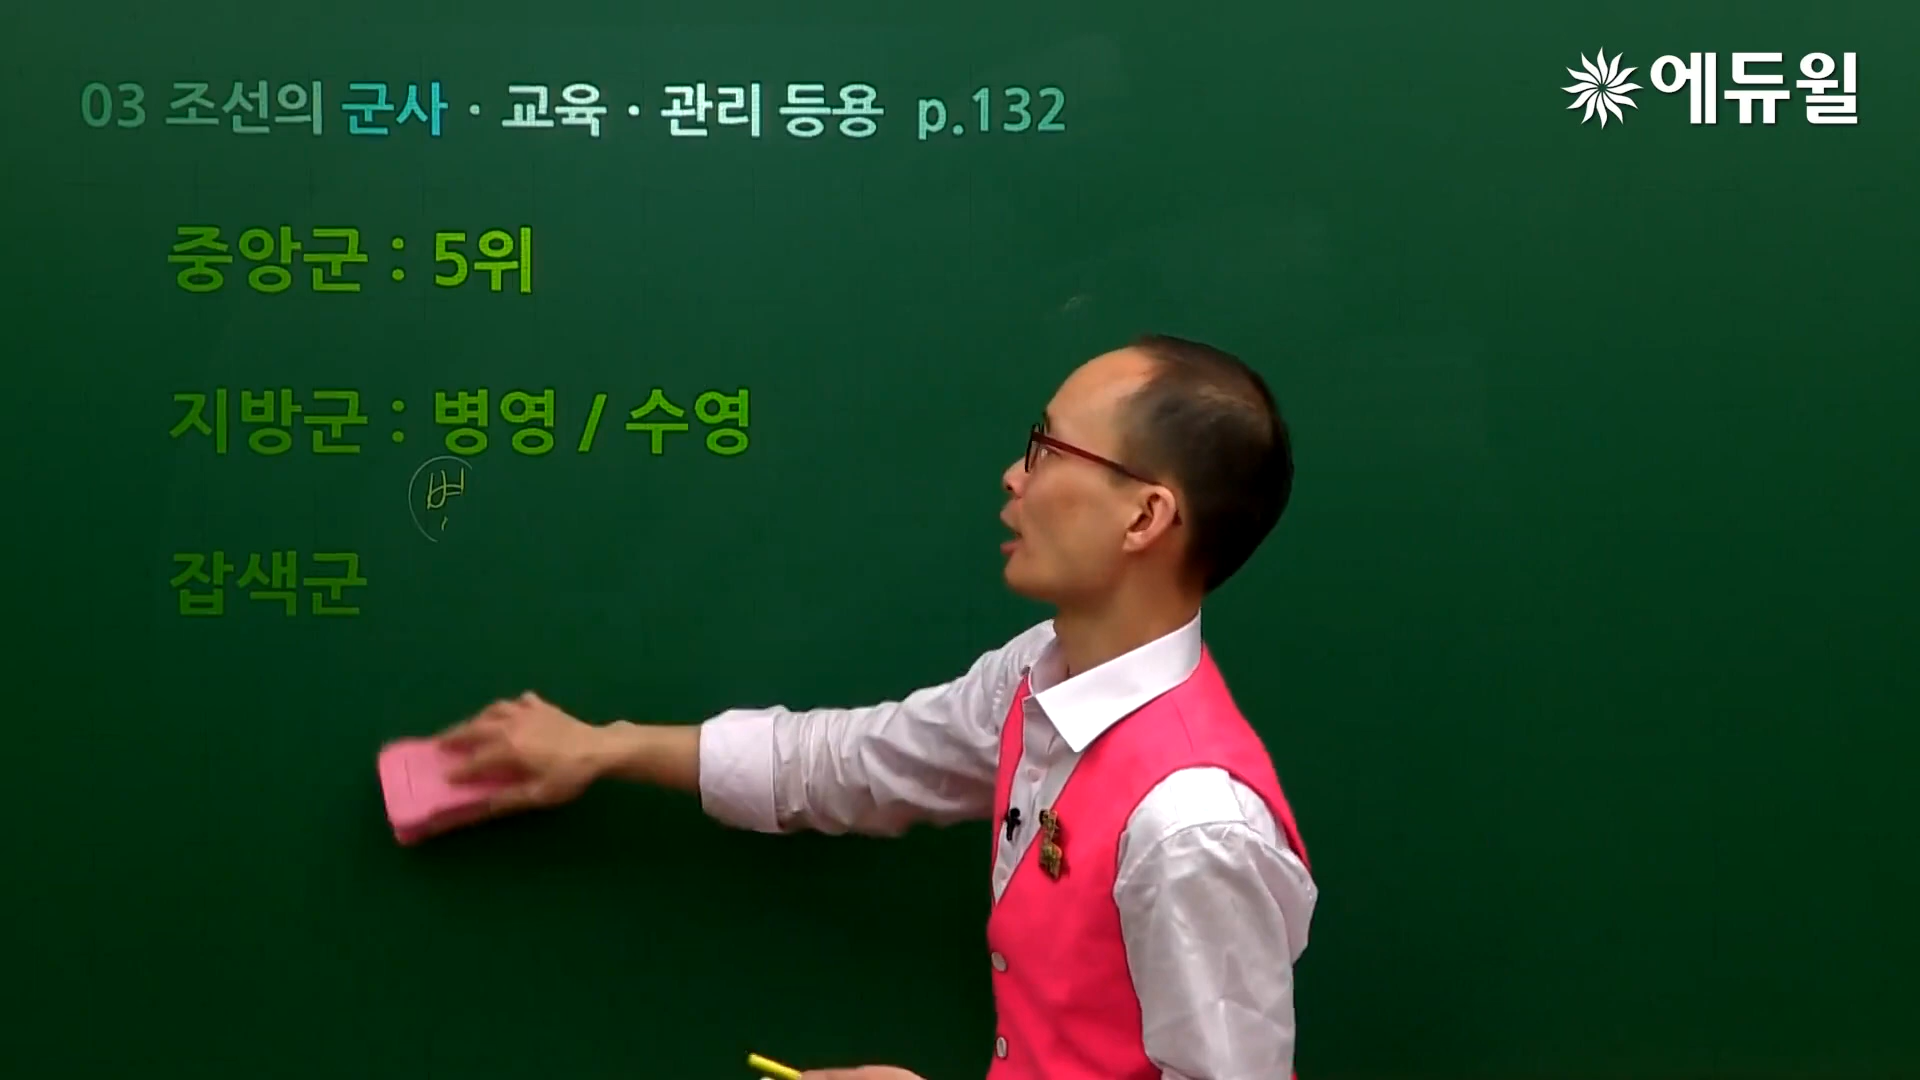 03 조선의 군사 · 교육 · 관리 등용 p.132
에듀윌
중앙군 : 5위
지방군 : 병영 / 수영
잡색군